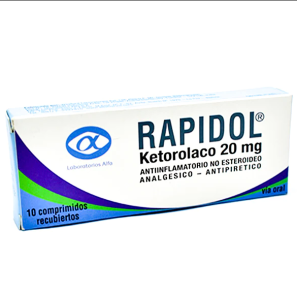 RAPIDOL®
Ketorolaco 20 mg
ANTIINFLAMATORIO NO ESTEROIDEO
ANALGESICO – ANTIPIRETICO
Laboratorios Alfa
10 comprimidos
recubiertos
vía oral